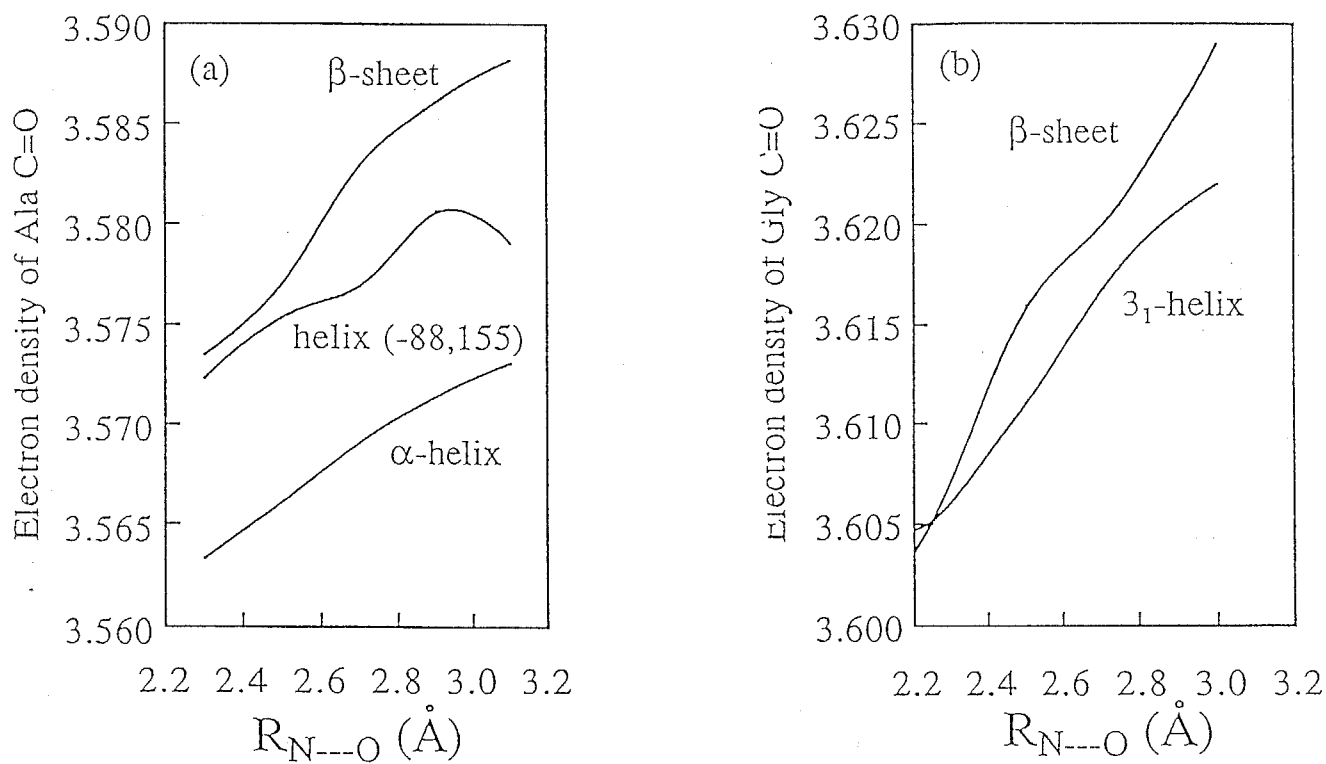 (a)
Electron density of Ala C=O
3.590
3.585
3.580
3.575
3.570
3.565
3.560
β-sheet
helix (-88,155)
α-helix
2.2 2.4 2.6 2.8 3.0 3.2
R_N---O (Å)
(b)
Electron density of Gly C=O
3.630
3.625
3.620
3.615
3.610
3.605
3.600
β-sheet
3₁-helix
2.2 2.4 2.6 2.8 3.0 3.2
R_N---O (Å)